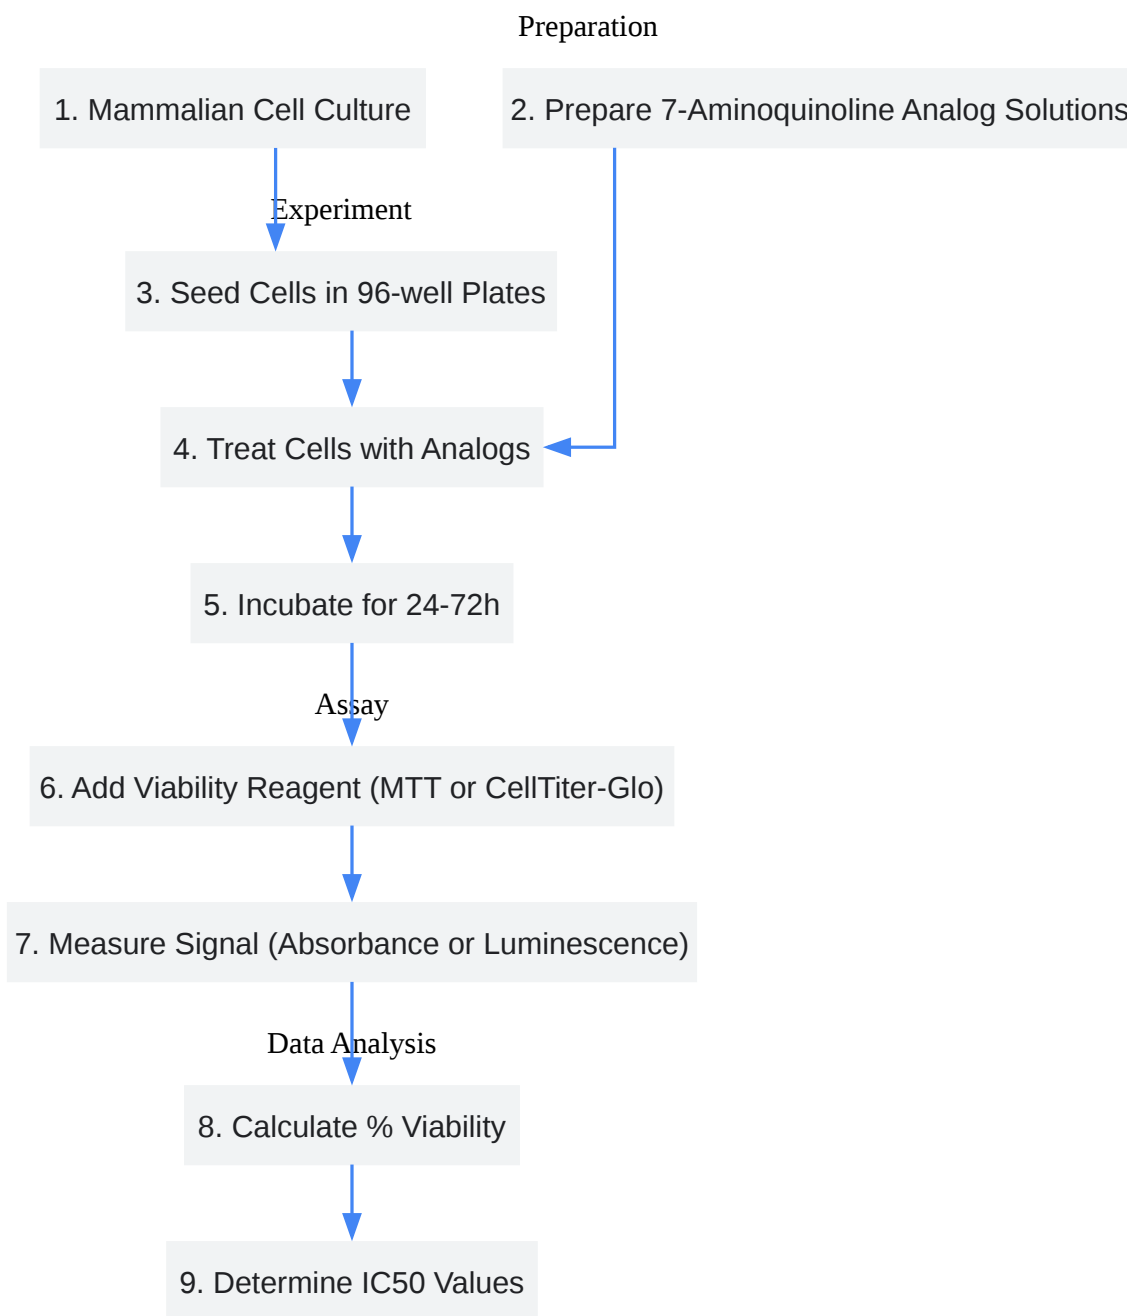 Preparation
1. Mammalian Cell Culture
2. Prepare 7-Aminoquinoline Analog Solutions
Experiment
3. Seed Cells in 96-well Plates
4. Treat Cells with Analogs
5. Incubate for 24-72h
Assay
6. Add Viability Reagent (MTT or CellTiter-Glo)
7. Measure Signal (Absorbance or Luminescence)
Data Analysis
8. Calculate % Viability
9. Determine IC50 Values